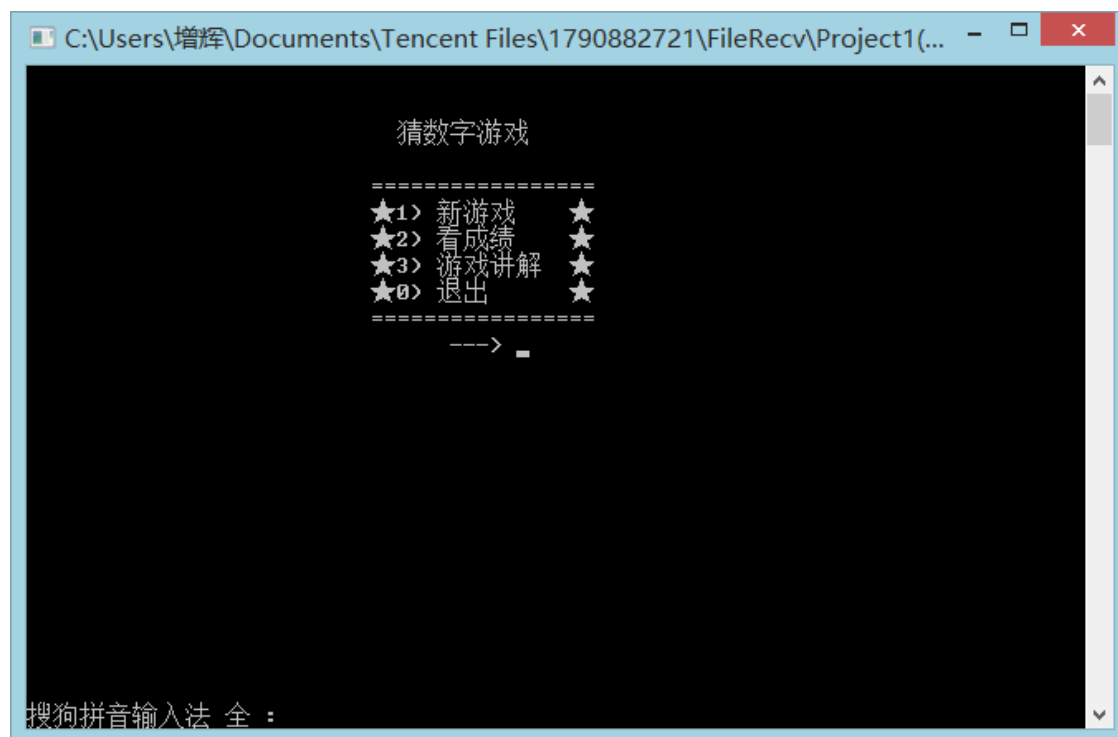 C:\Users\增辉\Documents\Tencent Files\1790882721\FileRecv\Project1(...
猜数字游戏
=================
★1> 新游戏 ★
★2> 看成绩 ★
★3> 游戏讲解 ★
★0> 退出 ★
=================
---> _
搜狗拼音输入法 全 :